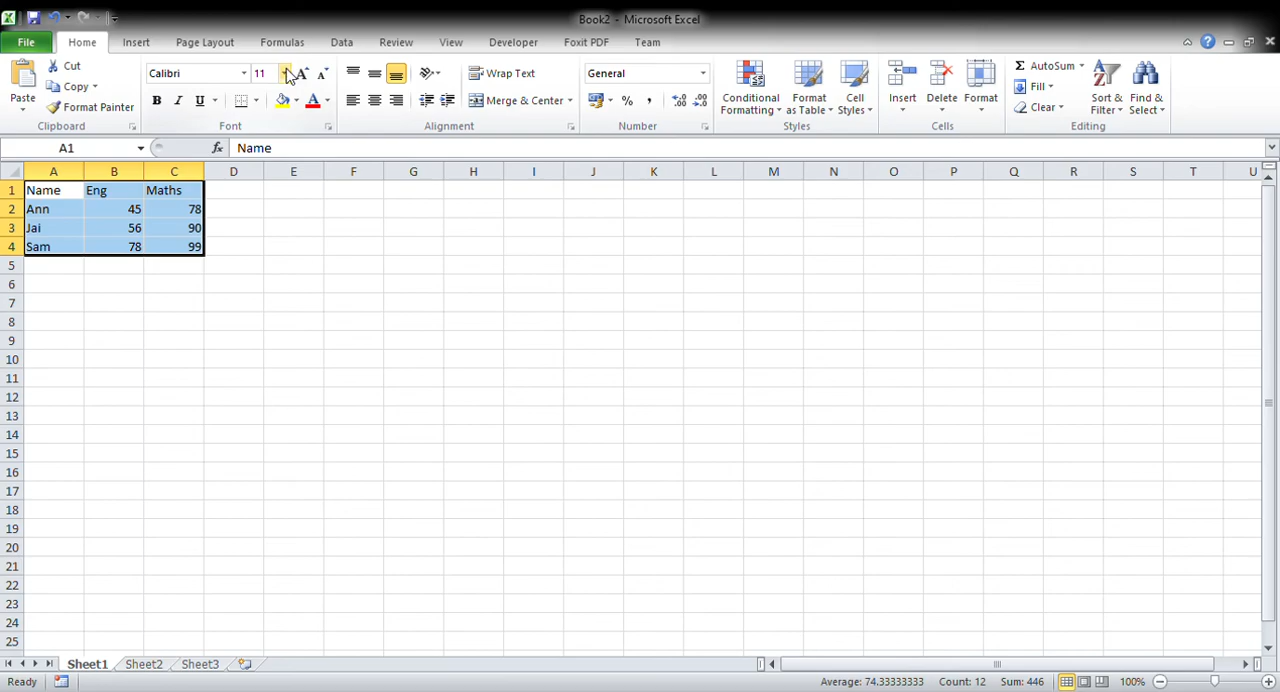 Book2 - Microsoft Excel
File Home Insert Page Layout Formulas Data Review View Developer Foxit PDF Team
Paste
Cut
Copy
Format Painter
Clipboard
Calibri 11
B I U A
Font
Wrap Text
Merge & Center
Alignment
General
% ,
Number
Conditional Formatting
Format as Table
Cell Styles
Styles
Insert Delete Format
Cells
Σ AutoSum
Fill
Clear
Sort & Filter
Find & Select
Editing
A1 fx Name
A B C D E F G H I J K L M N O P Q R S T U
1 Name Eng Maths
2 Ann 45 78
3 Jai 56 90
4 Sam 78 99
5
6
7
8
9
10
11
12
13
14
15
16
17
18
19
20
21
22
23
24
25
Sheet1 Sheet2 Sheet3
Ready Average: 74.33333333 Count: 12 Sum: 446 100%